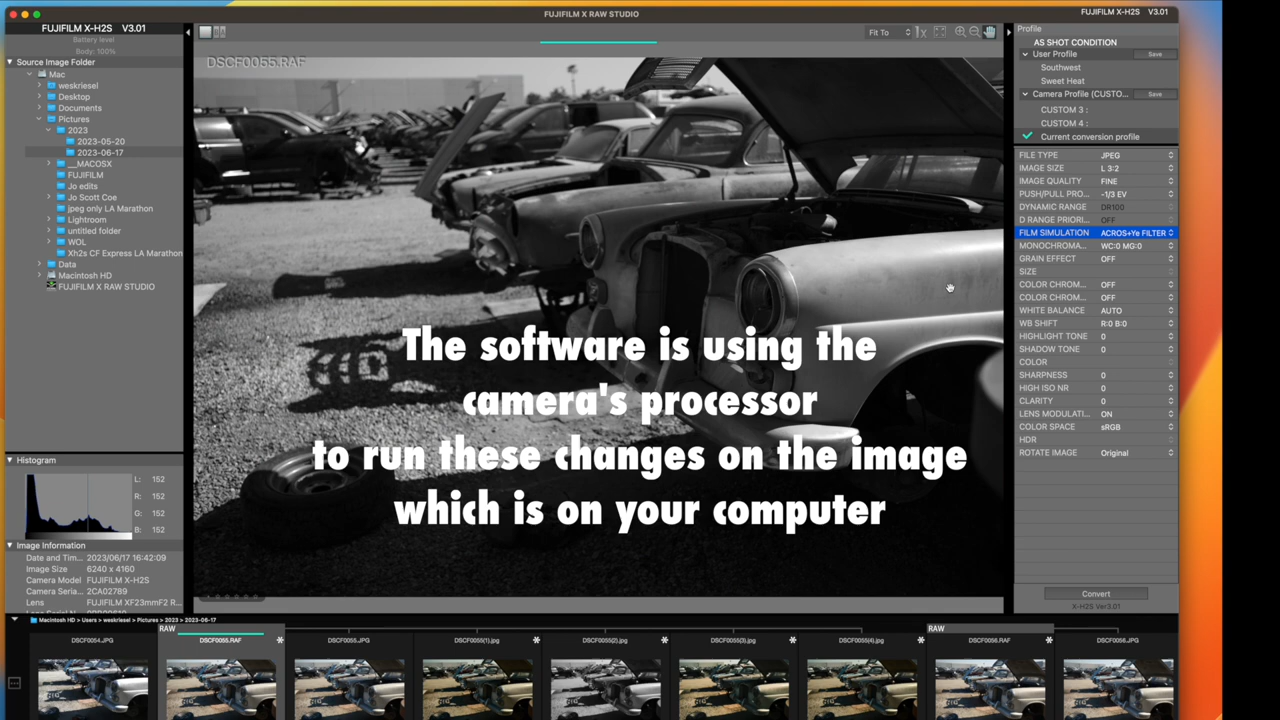 FUJIFILM X RAW STUDIO
FUJIFILM X-H2S V3.01
FUJIFILM X-H2S V3.01
Battery level
Body: 100%
Source Image Folder
Mac
weskriesel
Desktop
Documents
Pictures
2023
2023-05-20
2023-06-17
__MACOSX
FUJIFILM
Jo edits
Jo Scott Coe
jpeg only LA Marathon
Lightroom
untitled folder
WOL
Xh2s CF Express LA Marathon
Data
Macintosh HD
FUJIFILM X RAW STUDIO
Histogram
L: 152
R: 152
G: 152
B: 152
Image Information
Date and Tim... 2023/06/17 16:42:09
Image Size 6240 x 4160
Camera Model FUJIFILM X-H2S
Camera Seria... 2CA02789
Lens FUJIFILM XF23mmF2 R...
Fit To
DSCF0055.RAF
The software is using the
camera's processor
to run these changes on the image
which is on your computer
Profile
AS SHOT CONDITION
User Profile Save
Southwest
Sweet Heat
Camera Profile (CUSTO... Save
CUSTOM 3 :
CUSTOM 4 :
Current conversion profile
FILE TYPE JPEG
IMAGE SIZE L 3:2
IMAGE QUALITY FINE
PUSH/PULL PRO... -1/3 EV
DYNAMIC RANGE DR100
D RANGE PRIORI... OFF
FILM SIMULATION ACROS+Ye FILTER
MONOCHROMA... WC:0 MG:0
GRAIN EFFECT OFF
SIZE
COLOR CHROM... OFF
COLOR CHROM... OFF
WHITE BALANCE AUTO
WB SHIFT R:0 B:0
HIGHLIGHT TONE 0
SHADOW TONE 0
COLOR
SHARPNESS 0
HIGH ISO NR 0
CLARITY 0
LENS MODULATI... ON
COLOR SPACE sRGB
HDR
ROTATE IMAGE Original
Convert
X-H2S Ver3.01
Macintosh HD > Users > weskriesel > Pictures > 2023 > 2023-06-17
RAW
RAW
DSCF0054.JPG
DSCF0055.RAF
DSCF0055.JPG
DSCF0055(1).jpg
DSCF0055(2).jpg
DSCF0055(3).jpg
DSCF0055(4).jpg
DSCF0056.RAF
DSCF0056.JPG